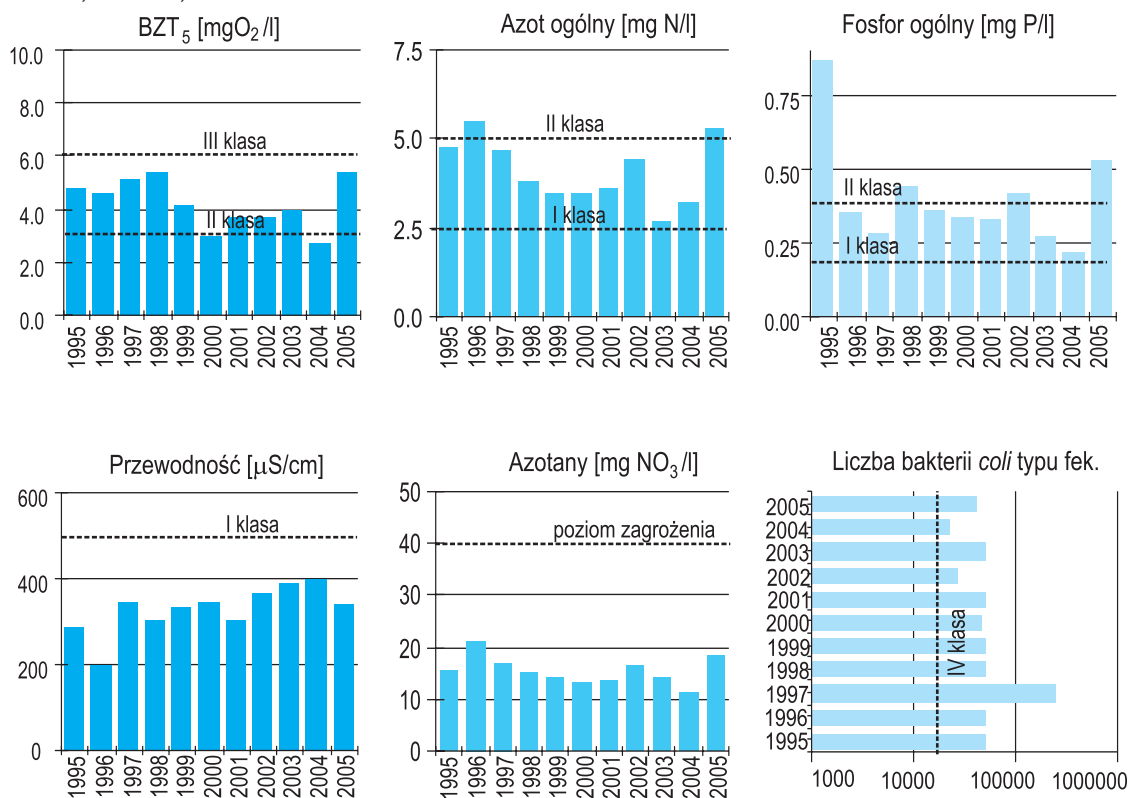 BZT5 [mgO2/l]
10.0
8.0
6.0
4.0
2.0
0.0
III klasa
II klasa
1995 1996 1997 1998 1999 2000 2001 2002 2003 2004 2005
Azot ogólny [mg N/l]
7.5
5.0
2.5
0.0
II klasa
I klasa
1995 1996 1997 1998 1999 2000 2001 2002 2003 2004 2005
Fosfor ogólny [mg P/l]
0.75
0.50
0.25
0.00
II klasa
I klasa
1995 1996 1997 1998 1999 2000 2001 2002 2003 2004 2005
Przewodność [µS/cm]
600
400
200
0
I klasa
1995 1996 1997 1998 1999 2000 2001 2002 2003 2004 2005
Azotany [mg NO3/l]
50
40
30
20
10
0
poziom zagrożenia
1995 1996 1997 1998 1999 2000 2001 2002 2003 2004 2005
Liczba bakterii coli typu fek.
2005
2004
2003
2002
2001
2000
1999
1998
1997
1996
1995
IV klasa
1000 10000 100000 1000000